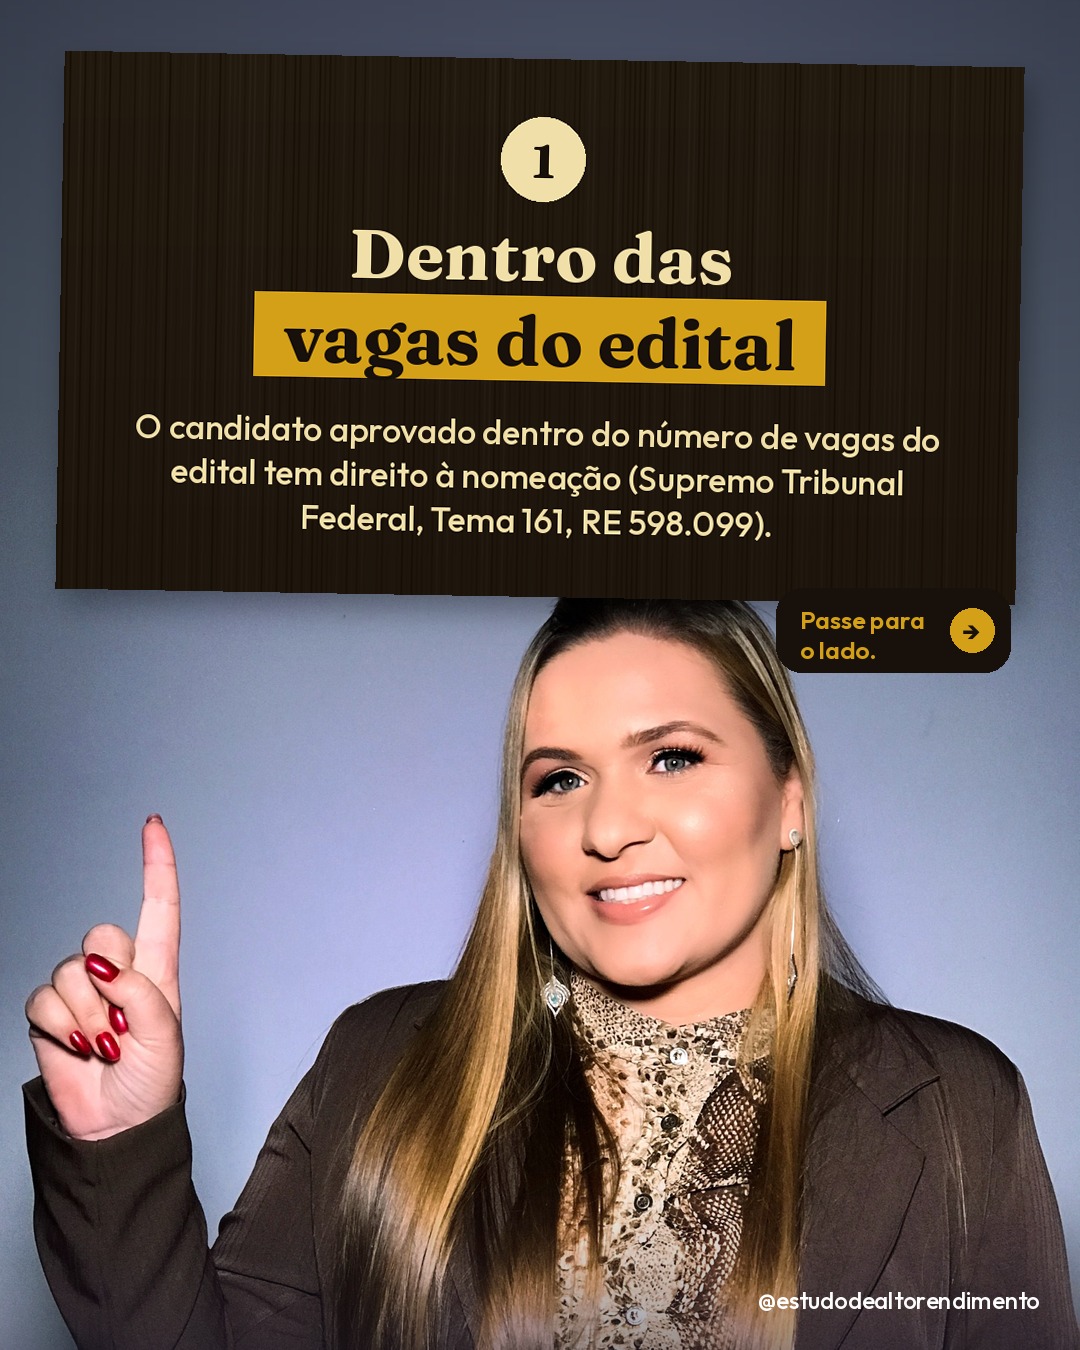 1
Dentro das
vagas do edital
O candidato aprovado dentro do número de vagas do
edital tem direito à nomeação (Supremo Tribunal
Federal, Tema 161, RE 598.099).
Passe para
o lado.
@estudodealtorendimento